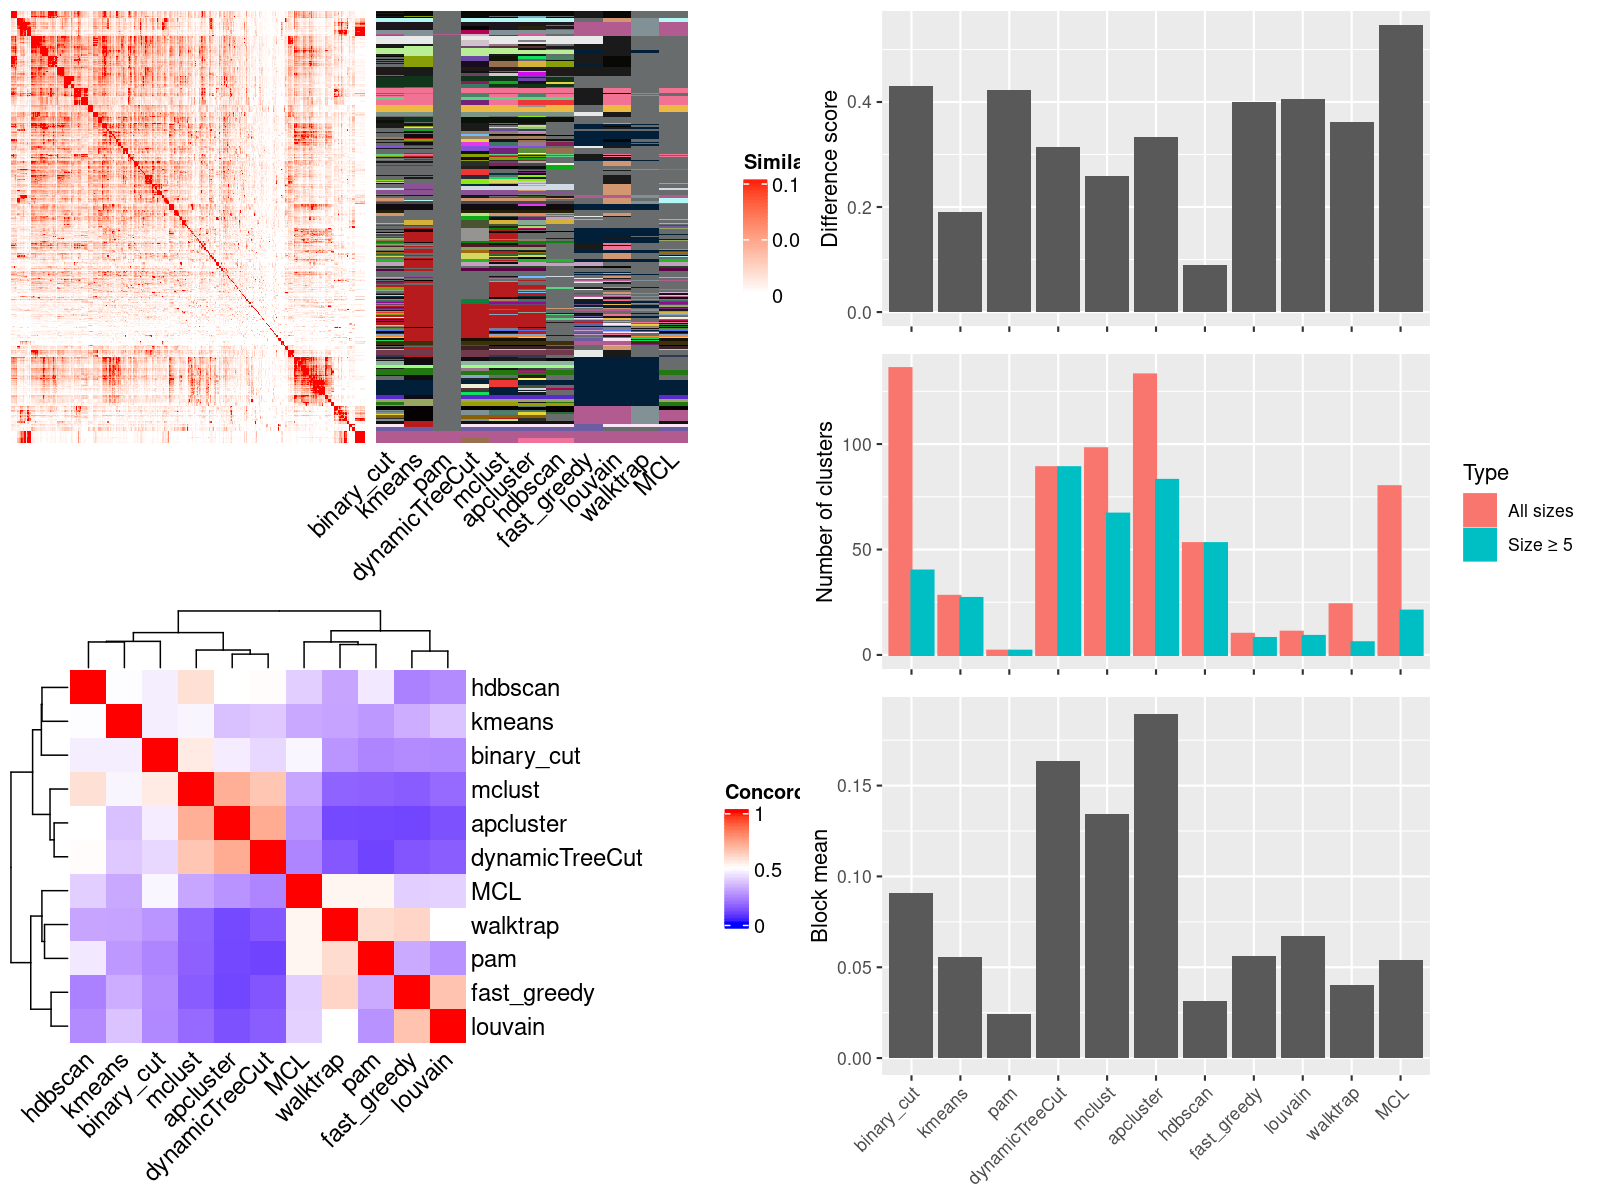 Simila
0.1
0.0
0
binary_cut
kmeans
pam
dynamicTreeCut
mclust
apcluster
hdbscan
fast_greedy
louvain
walktrap
MCL
hdbscan
kmeans
binary_cut
mclust
apcluster
dynamicTreeCut
MCL
walktrap
pam
fast_greedy
louvain
hdbscan
kmeans
binary_cut
mclust
apcluster
dynamicTreeCut
MCL
walktrap
pam
fast_greedy
louvain
Concord
1
0.5
0
Difference score
0.4
0.2
0.0
Number of clusters
100
50
0
Type
All sizes
Size ≥ 5
Block mean
0.15
0.10
0.05
0.00
binary_cut
kmeans
pam
dynamicTreeCut
mclust
apcluster
hdbscan
fast_greedy
louvain
walktrap
MCL